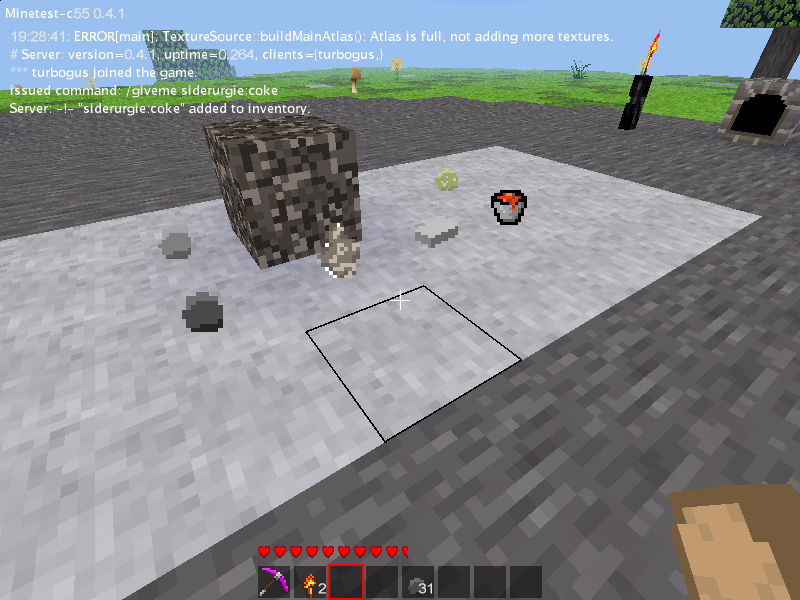 Minetest-c55 0.4.1
19:28:41: ERROR[main]: TextureSource::buildMainAtlas(): Atlas is full, not adding more textures.
# Server: version=0.4.1, uptime=0.264, clients={turbogus,}
*** turbogus joined the game.
Issued command: /giveme siderurgie:coke
Server: -!- "siderurgie:coke" added to inventory.
2
31